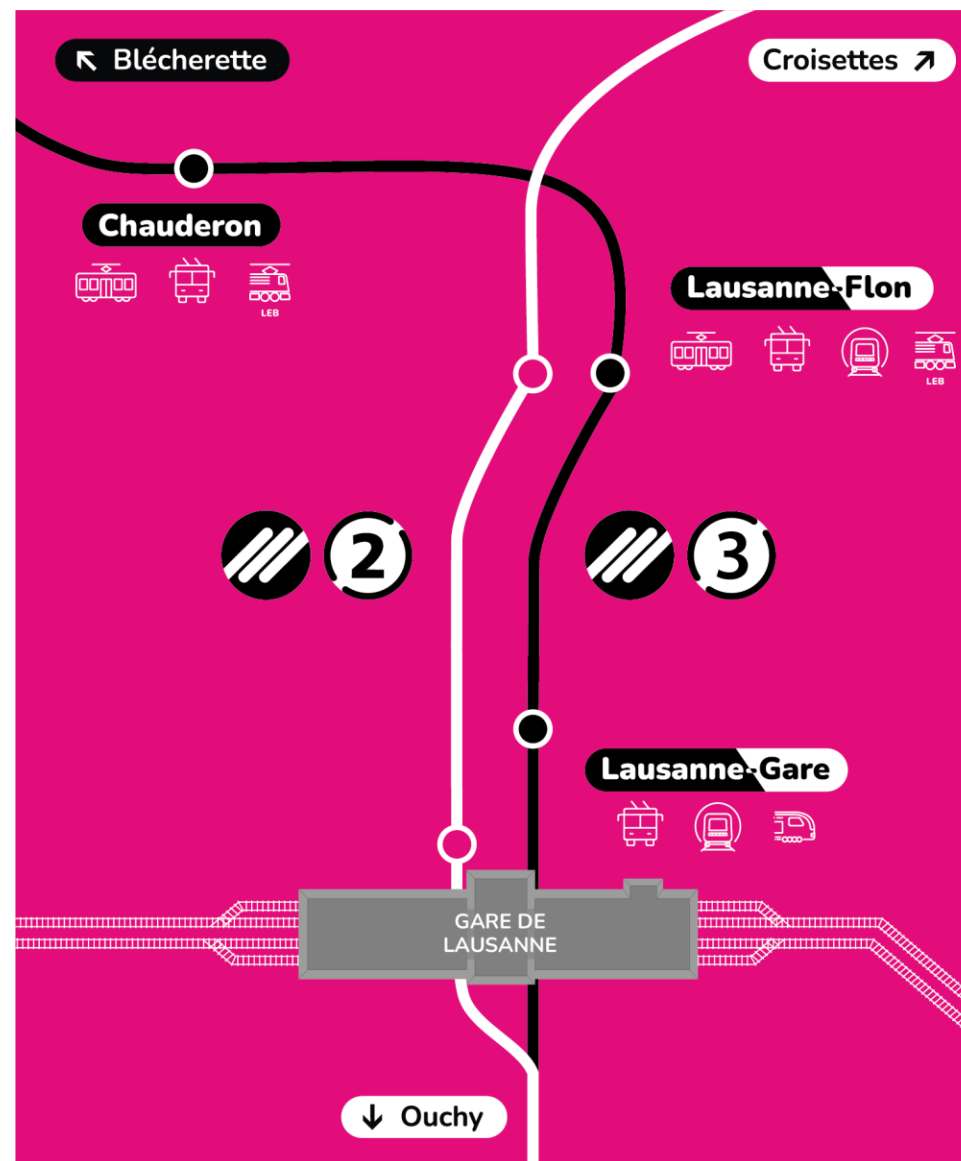 Blécherette
Croisettes
Chauderon
LEB
Lausanne-Flon
LEB
2
3
Lausanne-Gare
GARE DE
LAUSANNE
Ouchy